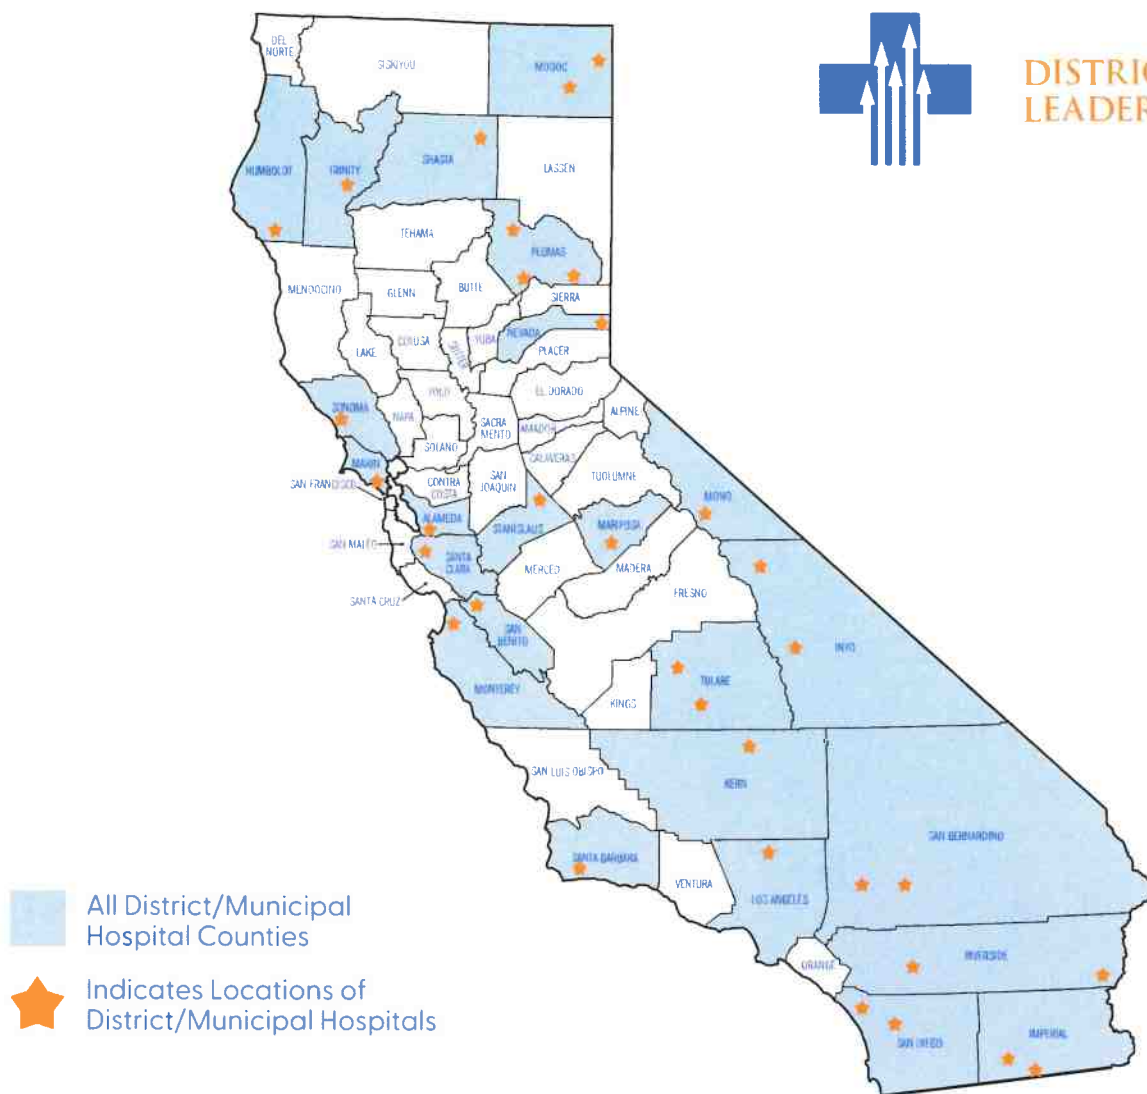 DISTRIC
LEADER
DEL
NORTE
SISKIYOU
MODOC
HUMBOLDT
TRINITY
SHASTA
LASSEN
TEHAMA
PLUMAS
MENDOCINO
GLENN
BUTTE
SIERRA
LAKE
COLUSA
SUTTER
YUBA
NEVADA
PLACER
SONOMA
NAPA
YOLO
EL DORADO
SACRA
MENTO
AMADOR
ALPINE
SOLANO
CALAVERAS
MARIN
SAN FRANCISCO
CONTRA
COSTA
SAN
JOAQUIN
TUOLUMNE
MONO
ALAMEDA
STANISLAUS
MARIPOSA
SAN MATEO
SANTA
CLARA
MERCED
MADERA
SANTA CRUZ
FRESNO
SAN
BENITO
INYO
MONTEREY
KINGS
TULARE
SAN LUIS OBISPO
KERN
SAN BERNARDINO
SANTA BARBARA
VENTURA
LOS ANGELES
ORANGE
RIVERSIDE
SAN DIEGO
IMPERIAL
All District/Municipal
Hospital Counties
Indicates Locations of
District/Municipal Hospitals